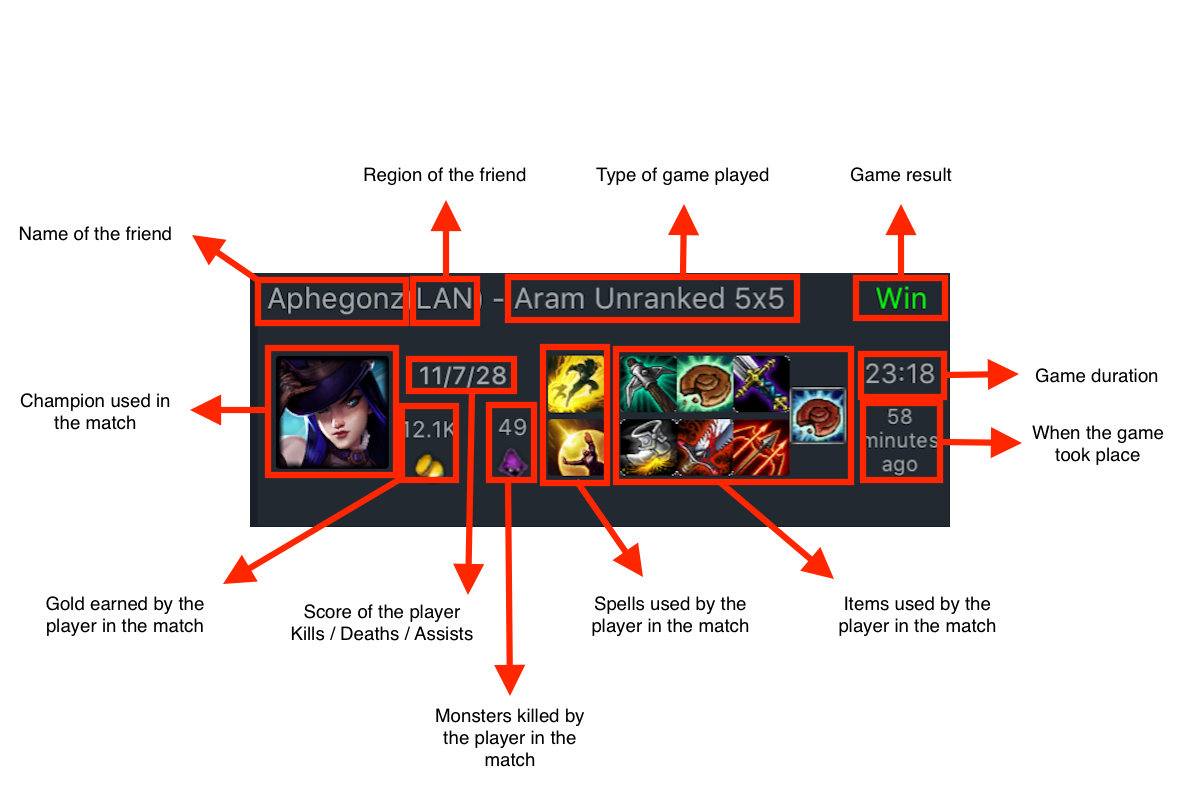 Region of the friend
Type of game played
Game result
Name of the friend
Aphegonz(LAN) - Aram Unranked 5x5
Win
Champion used in
the match
11/7/28
12.1K
49
23:18
58
minutes
ago
Game duration
When the game
took place
Gold earned by the
player in the match
Score of the player
Kills / Deaths / Assists
Spells used by the
player in the match
Items used by the
player in the match
Monsters killed by
the player in the
match